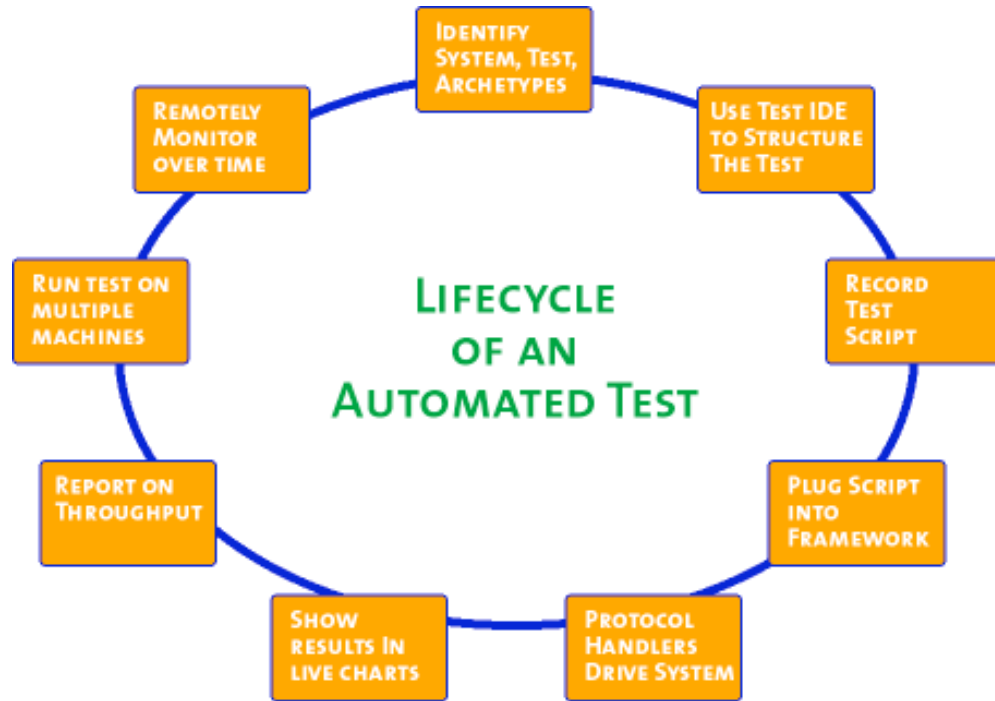 Identify
System, Test,
Archetypes
Use Test IDE
to Structure
The Test
Record
Test
Script
Plug Script
into
Framework
Protocol
Handlers
Drive System
Show
results In
live charts
Report on
Throughput
Run test on
multiple
machines
Remotely
Monitor
over time
Lifecycle
of an
Automated Test